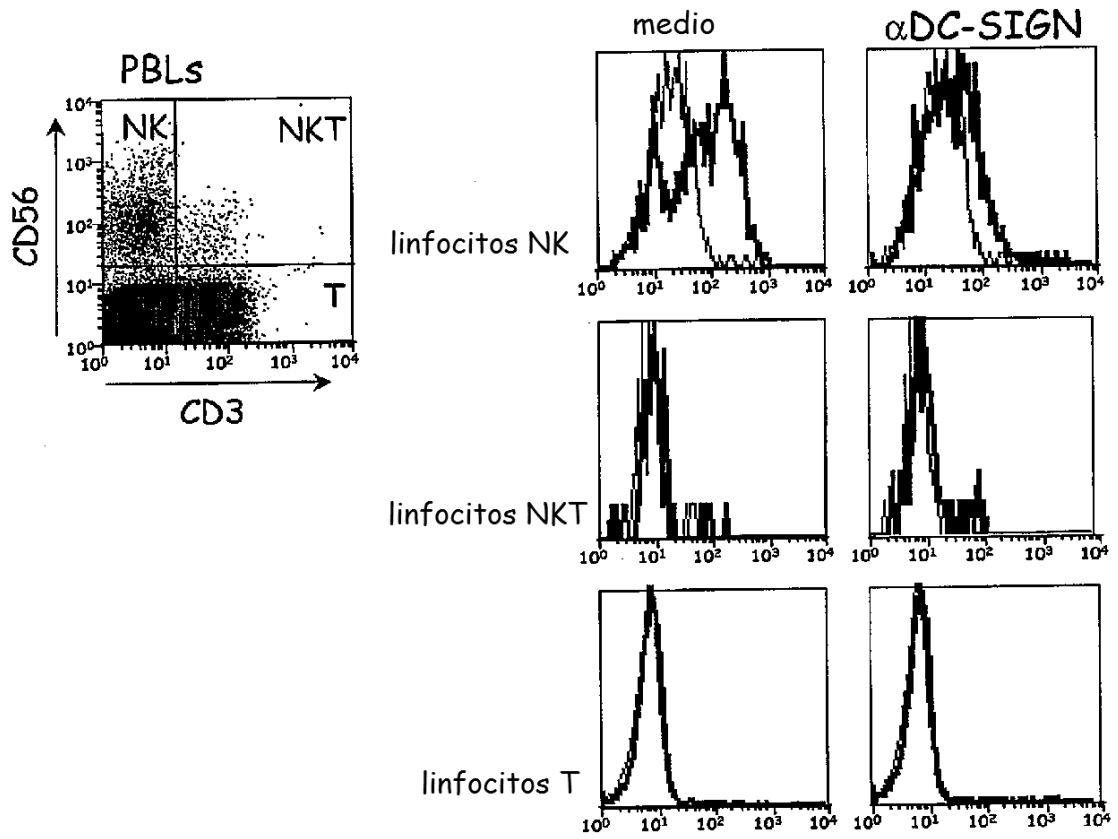 medio
αDC-SIGN
PBLs
10⁴
NK
NKT
10³
CD56
10²
linfocitos NK
10¹
T
10⁰
10⁰ 10¹ 10² 10³ 10⁴
CD3
10⁰ 10¹ 10² 10³ 10⁴
10⁰ 10¹ 10² 10³ 10⁴
linfocitos NKT
10⁰ 10¹ 10² 10³ 10⁴
10⁰ 10¹ 10² 10³ 10⁴
linfocitos T
10⁰ 10¹ 10² 10³ 10⁴
10⁰ 10¹ 10² 10³ 10⁴